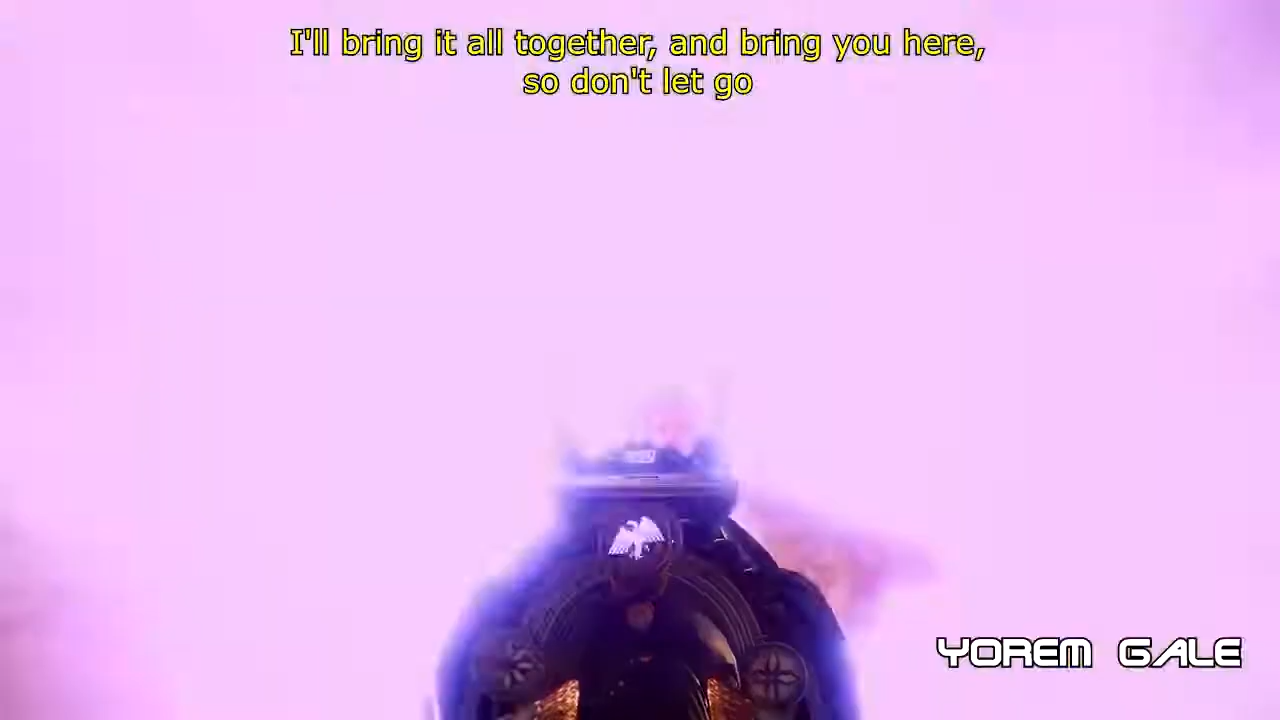 I'll bring it all together, and bring you here,
so don't let go
YOREM GALE